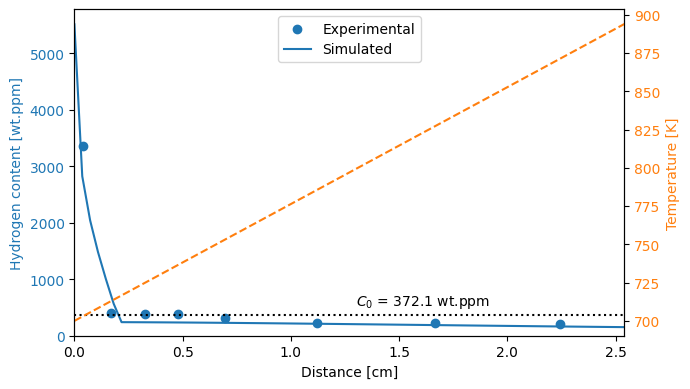 Experimental
Simulated
Hydrogen content [wt.ppm]
5000
4000
3000
2000
1000
0
900
875
850
825
800
775
750
725
700
Temperature [K]
C₀ = 372.1 wt.ppm
0.0 0.5 1.0 1.5 2.0 2.5
Distance [cm]